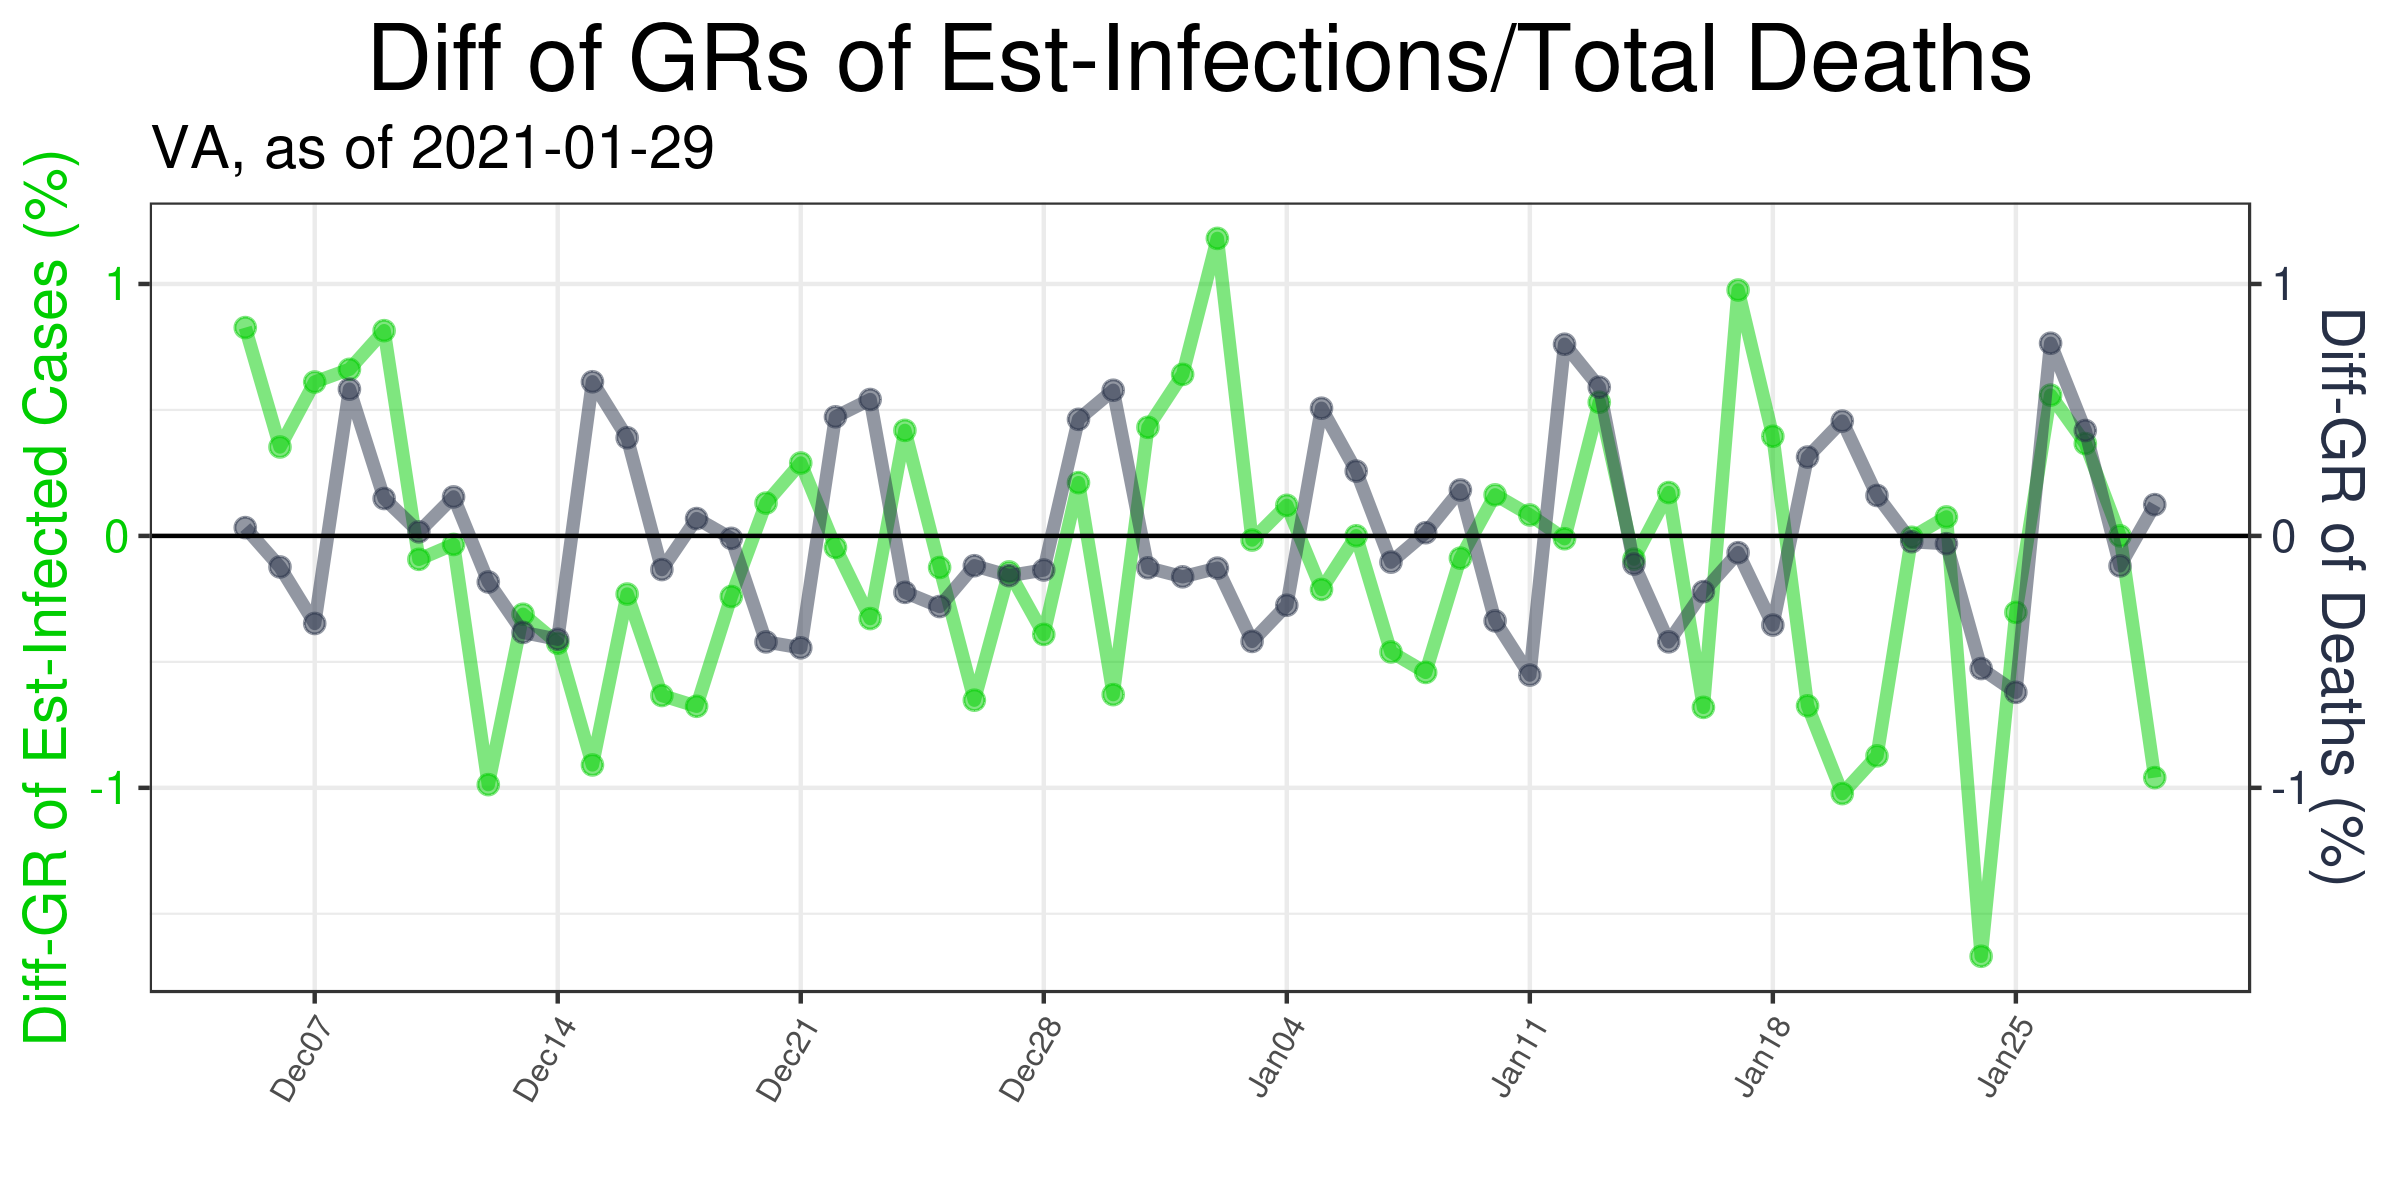 Diff of GRs of Est-Infections/Total Deaths
VA, as of 2021-01-29
Diff-GR of Est-Infected Cases (%)
1
0
-1
1
0
-1
Diff-GR of Deaths (%)
Dec07
Dec14
Dec21
Dec28
Jan04
Jan11
Jan18
Jan25